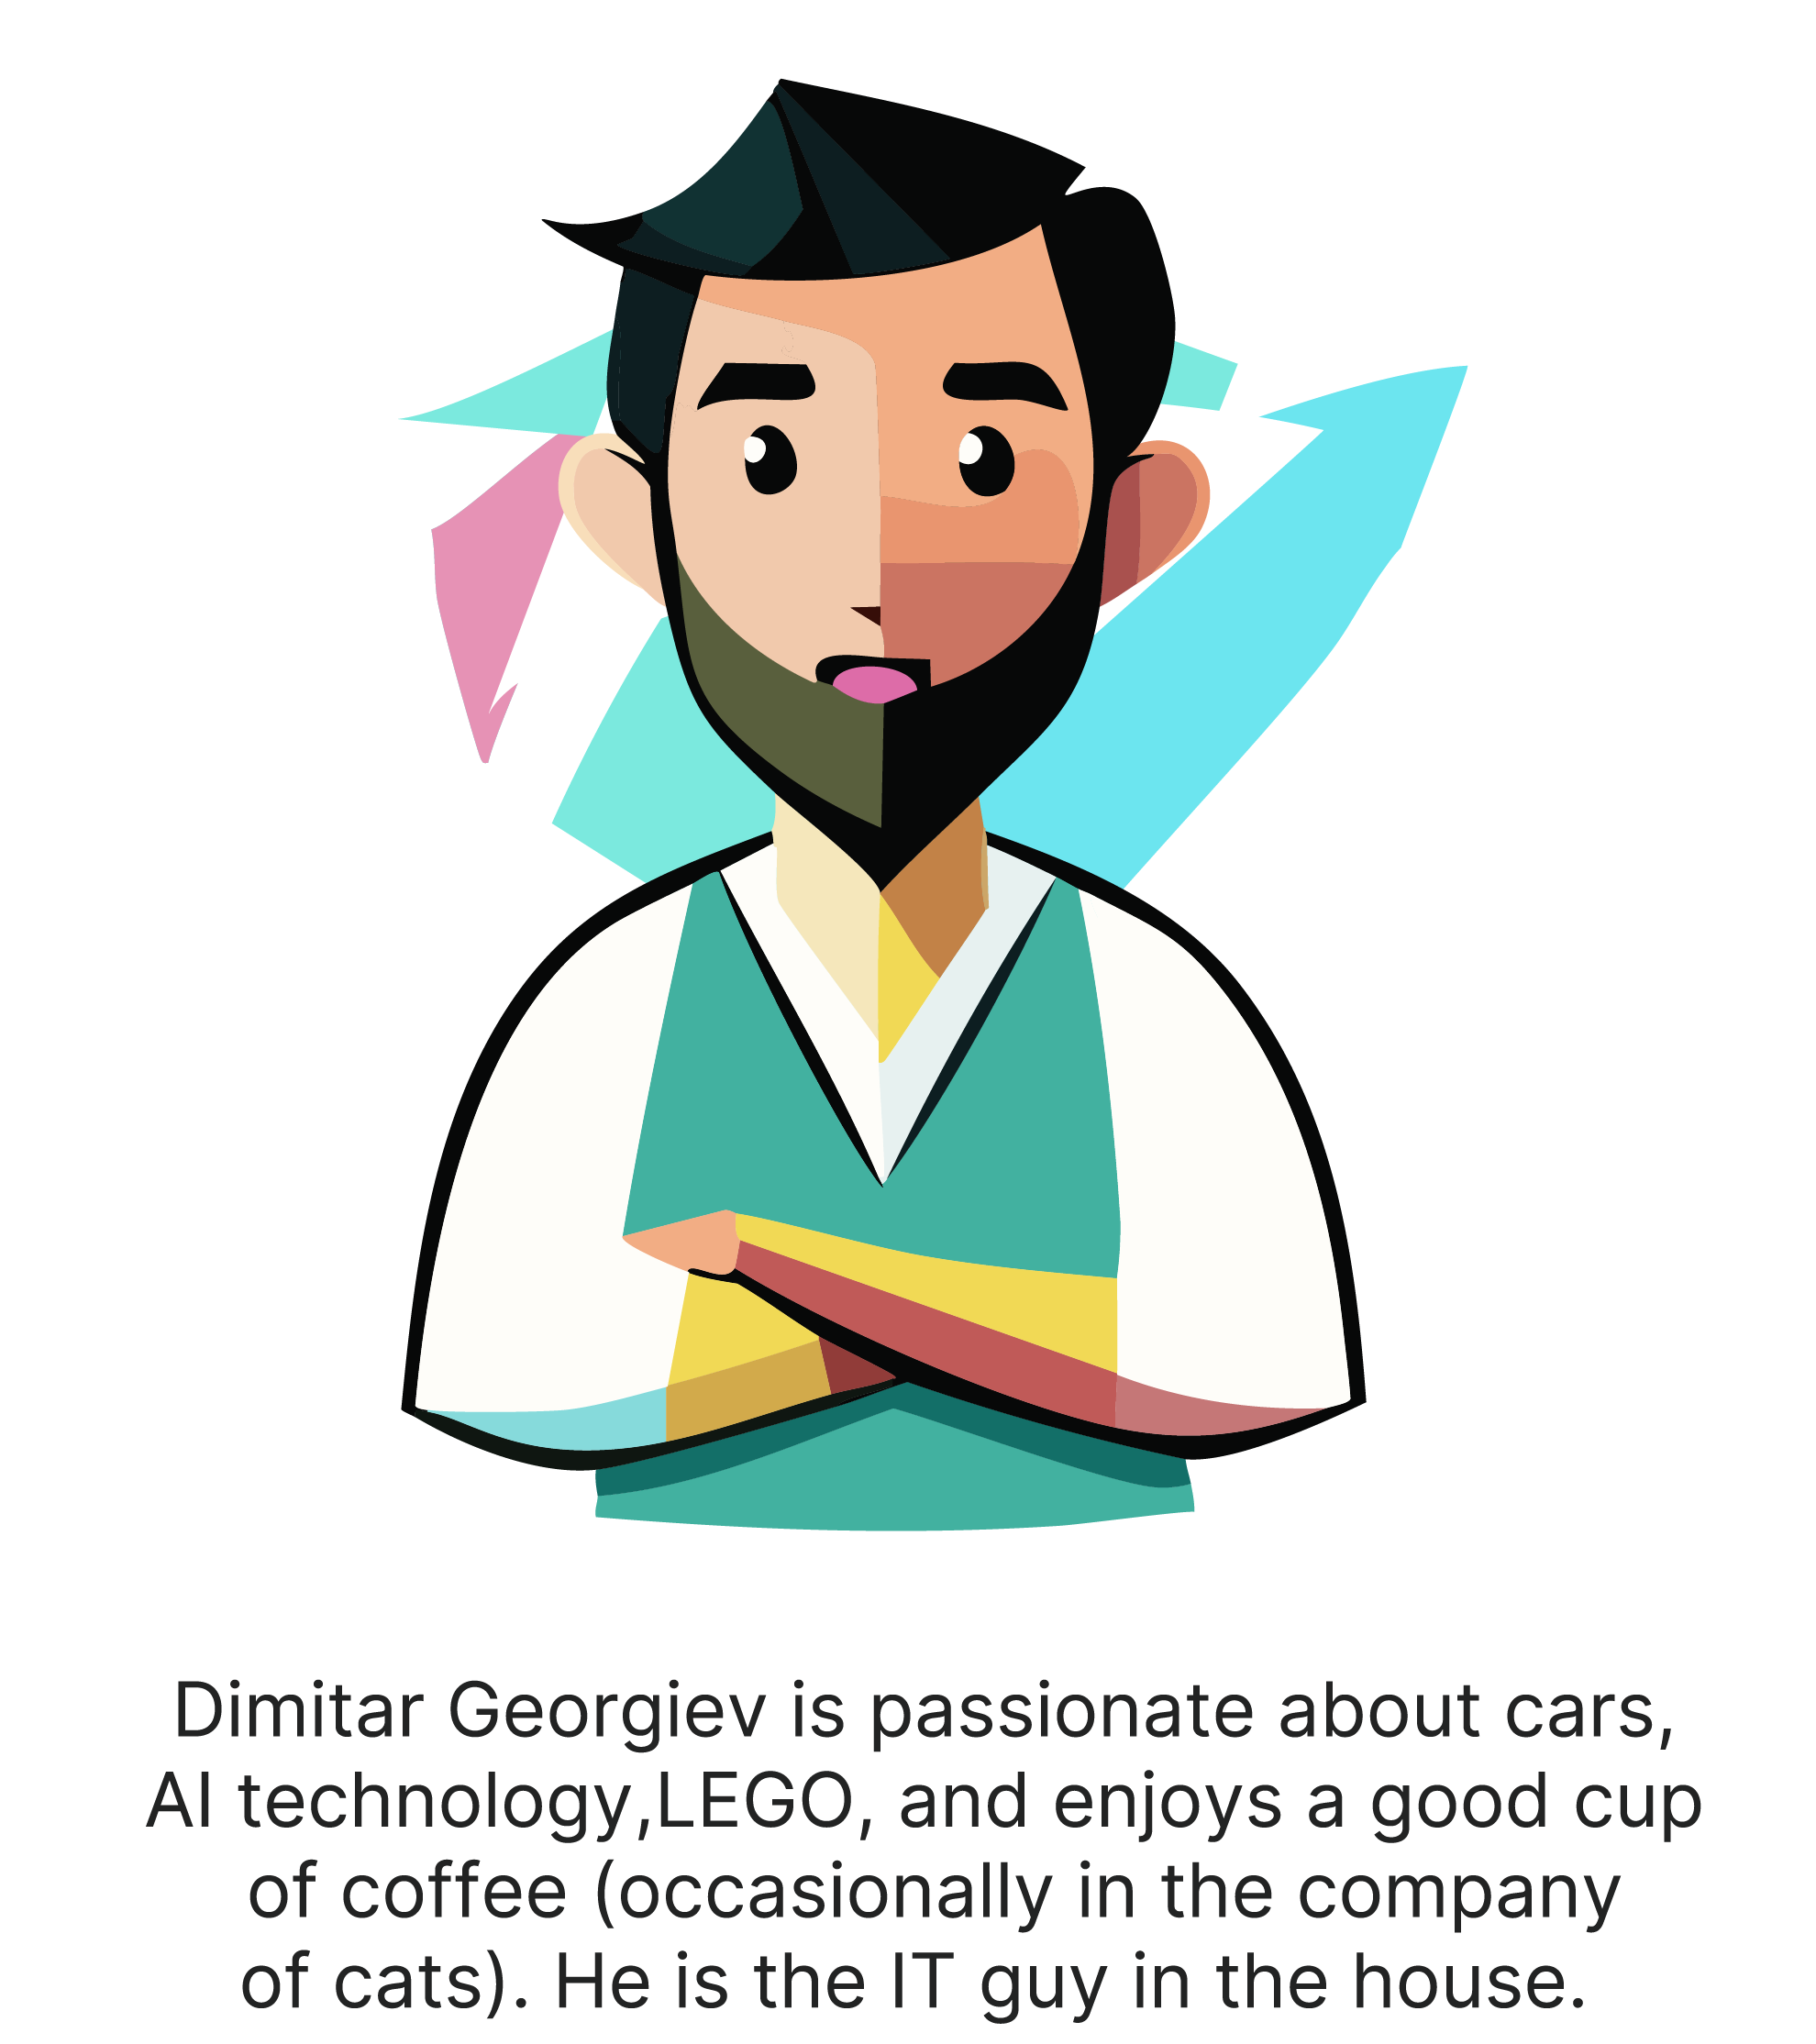 Dimitar Georgiev is passionate about cars,
AI technology,LEGO, and enjoys a good cup
of coffee (occasionally in the company
of cats). He is the IT guy in the house.